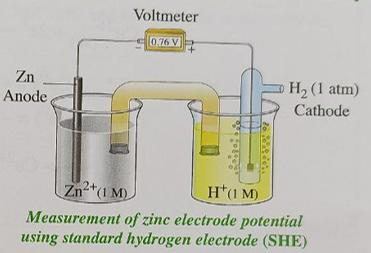 Voltmeter
0.76 V
− +
Zn
Anode
H₂ (1 atm)
Cathode
Zn²⁺(1 M)
H⁺(1 M)
Measurement of zinc electrode potential
using standard hydrogen electrode (SHE)